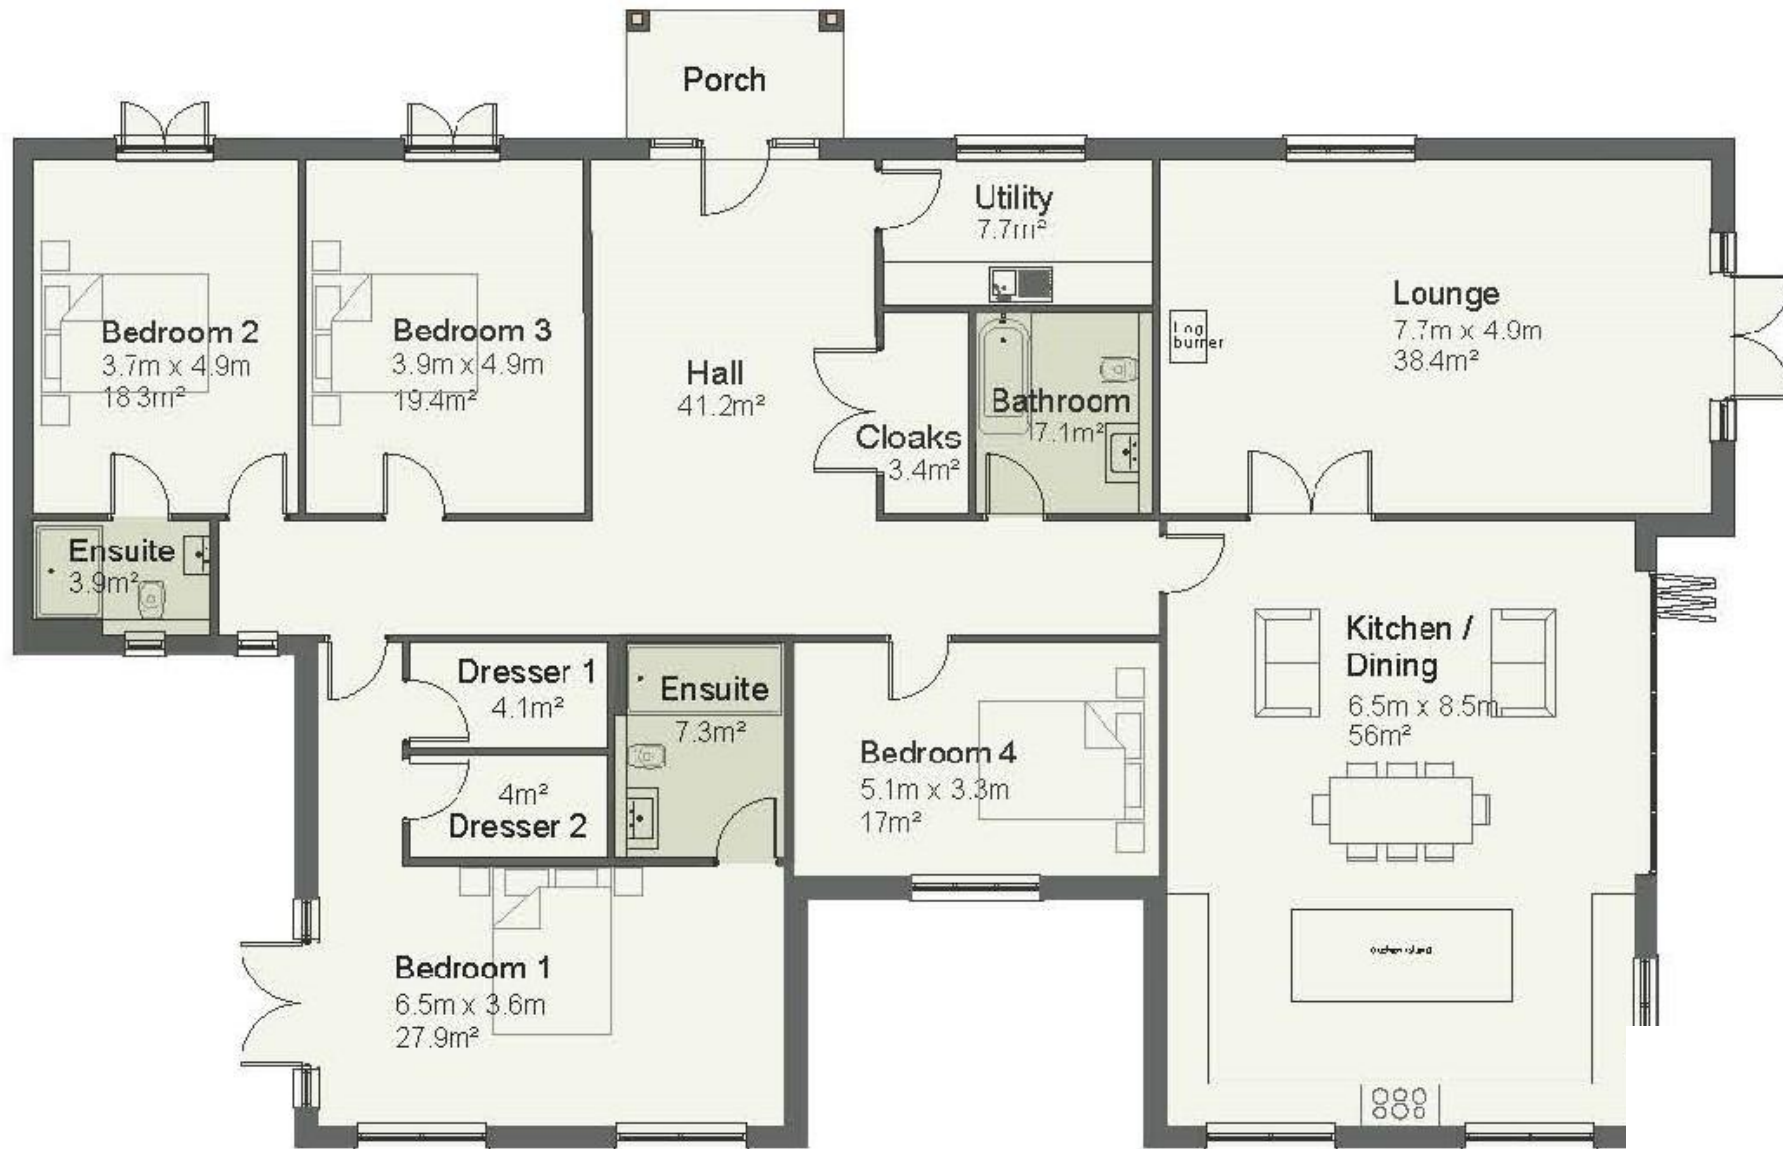 Porch
Utility
7.7m²
Bedroom 2
3.7m x 4.9m
18.3m²
Bedroom 3
3.9m x 4.9m
19.4m²
Hall
41.2m²
Lounge
7.7m x 4.9m
38.4m²
Log
burner
Bathroom
7.1m²
Cloaks
3.4m²
Ensuite
3.9m²
Dresser 1
4.1m²
Ensuite
7.3m²
4m²
Dresser 2
Bedroom 4
5.1m x 3.3m
17m²
Kitchen /
Dining
6.5m x 8.5m
56m²
Bedroom 1
6.5m x 3.6m
27.9m²